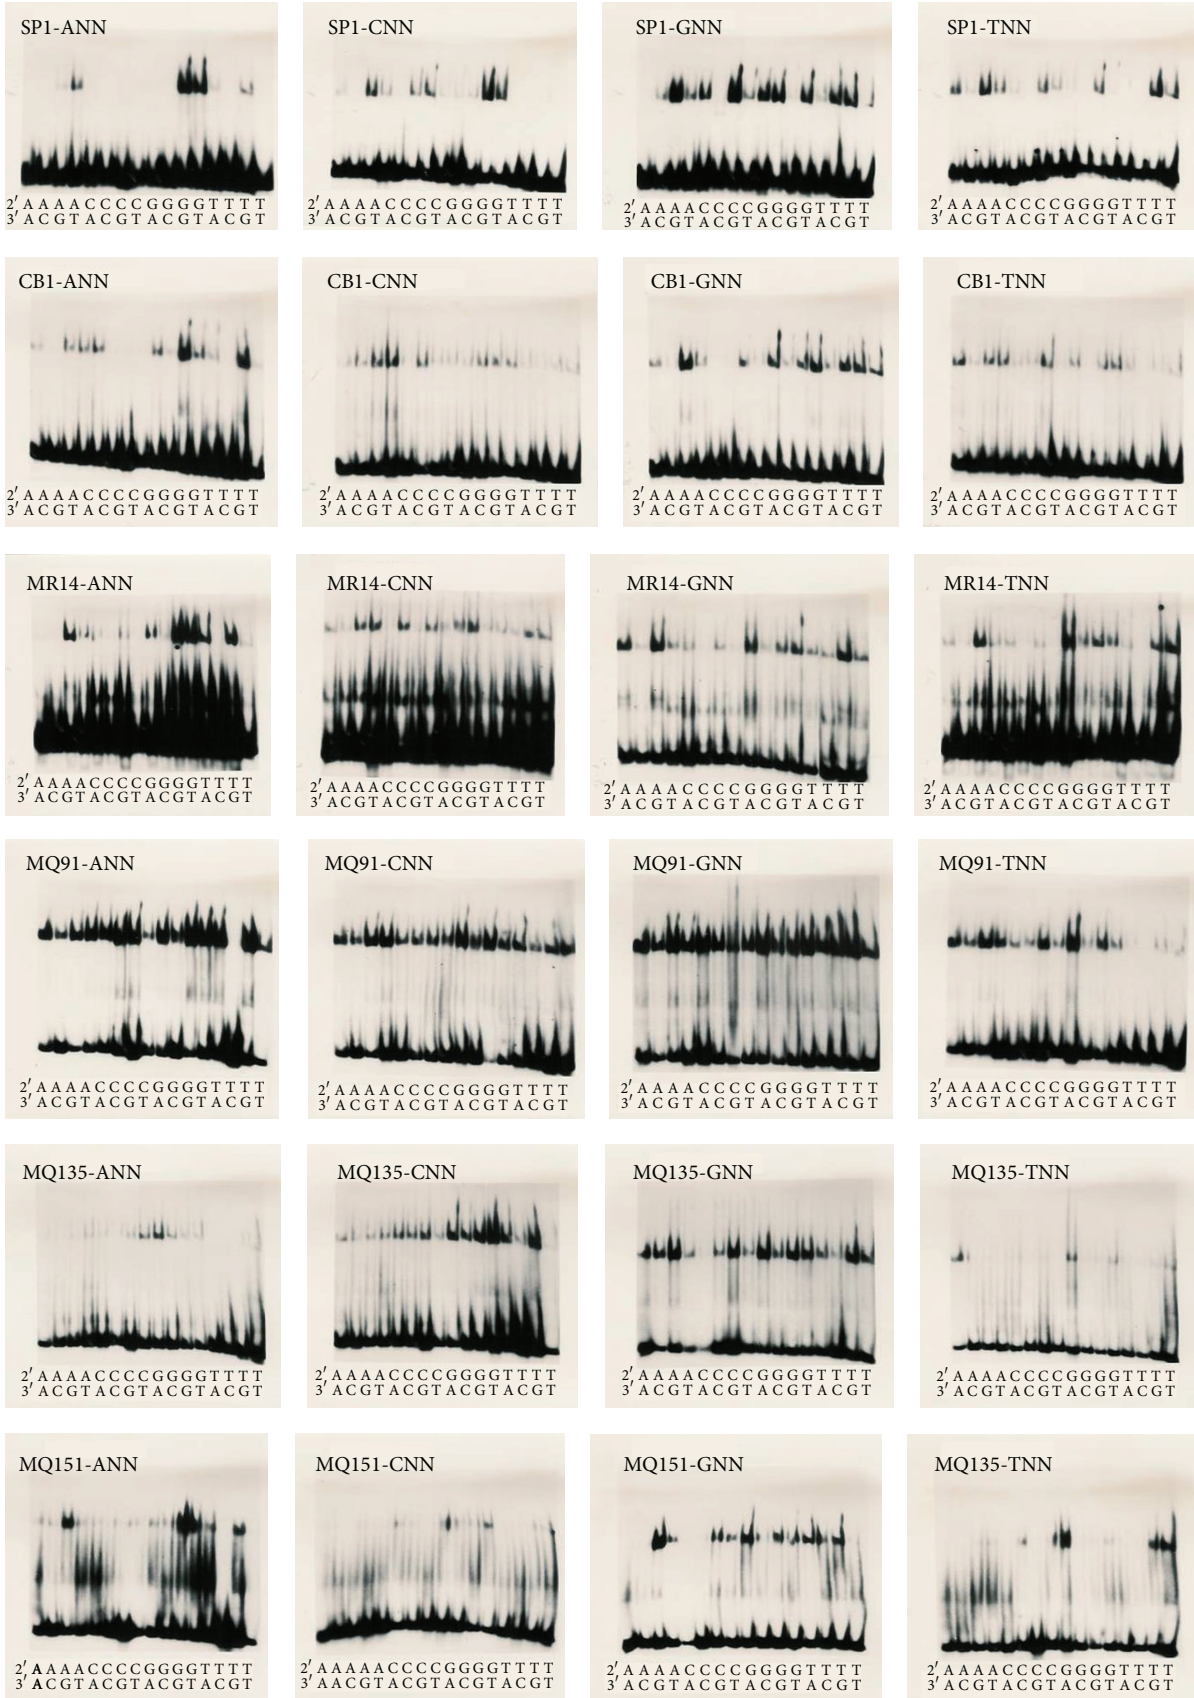 SP1-ANN
2′ A A A A C C C C G G G G T T T T
3′ A C G T A C G T A C G T A C G T
SP1-CNN
2′ A A A A C C C C G G G G T T T T
3′ A C G T A C G T A C G T A C G T
SP1-GNN
2′ A A A A C C C C G G G G T T T T
3′ A C G T A C G T A C G T A C G T
SP1-TNN
2′ A A A A C C C C G G G G T T T T
3′ A C G T A C G T A C G T A C G T
CB1-ANN
2′ A A A A C C C C G G G G T T T T
3′ A C G T A C G T A C G T A C G T
CB1-CNN
2′ A A A A C C C C G G G G T T T T
3′ A C G T A C G T A C G T A C G T
CB1-GNN
2′ A A A A C C C C G G G G T T T T
3′ A C G T A C G T A C G T A C G T
CB1-TNN
2′ A A A A C C C C G G G G T T T T
3′ A C G T A C G T A C G T A C G T
MR14-ANN
2′ A A A A C C C C G G G G T T T T
3′ A C G T A C G T A C G T A C G T
MR14-CNN
2′ A A A A C C C C G G G G T T T T
3′ A C G T A C G T A C G T A C G T
MR14-GNN
2′ A A A A C C C C G G G G T T T T
3′ A C G T A C G T A C G T A C G T
MR14-TNN
2′ A A A A C C C C G G G G T T T T
3′ A C G T A C G T A C G T A C G T
MQ91-ANN
2′ A A A A C C C C G G G G T T T T
3′ A C G T A C G T A C G T A C G T
MQ91-CNN
2′ A A A A C C C C G G G G T T T T
3′ A C G T A C G T A C G T A C G T
MQ91-GNN
2′ A A A A C C C C G G G G T T T T
3′ A C G T A C G T A C G T A C G T
MQ91-TNN
2′ A A A A C C C C G G G G T T T T
3′ A C G T A C G T A C G T A C G T
MQ135-ANN
2′ A A A A C C C C G G G G T T T T
3′ A C G T A C G T A C G T A C G T
MQ135-CNN
2′ A A A A C C C C G G G G T T T T
3′ A C G T A C G T A C G T A C G T
MQ135-GNN
2′ A A A A C C C C G G G G T T T T
3′ A C G T A C G T A C G T A C G T
MQ135-TNN
2′ A A A A C C C C G G G G T T T T
3′ A C G T A C G T A C G T A C G T
MQ151-ANN
2′ A A A A C C C C G G G G T T T T
3′ A C G T A C G T A C G T A C G T
MQ151-CNN
2′ A A A A A C C C C G G G G T T T T
3′ A A C G T A C G T A C G T A C G T
MQ151-GNN
2′ A A A A C C C C G G G G T T T T
3′ A C G T A C G T A C G T A C G T
MQ135-TNN
2′ A A A A C C C C G G G G T T T T
3′ A C G T A C G T A C G T A C G T